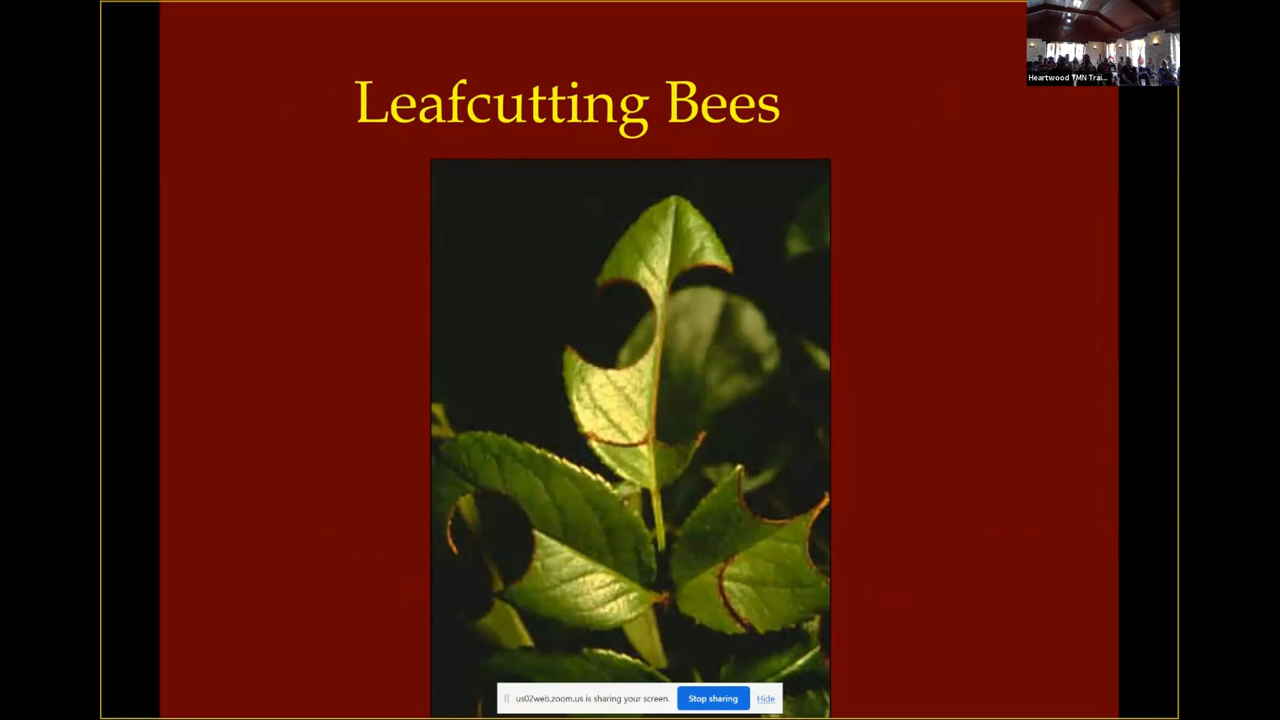 Leafcutting Bees
Heartwood TMN Trai...
us02web.zoom.us is sharing your screen.
Stop sharing
Hide